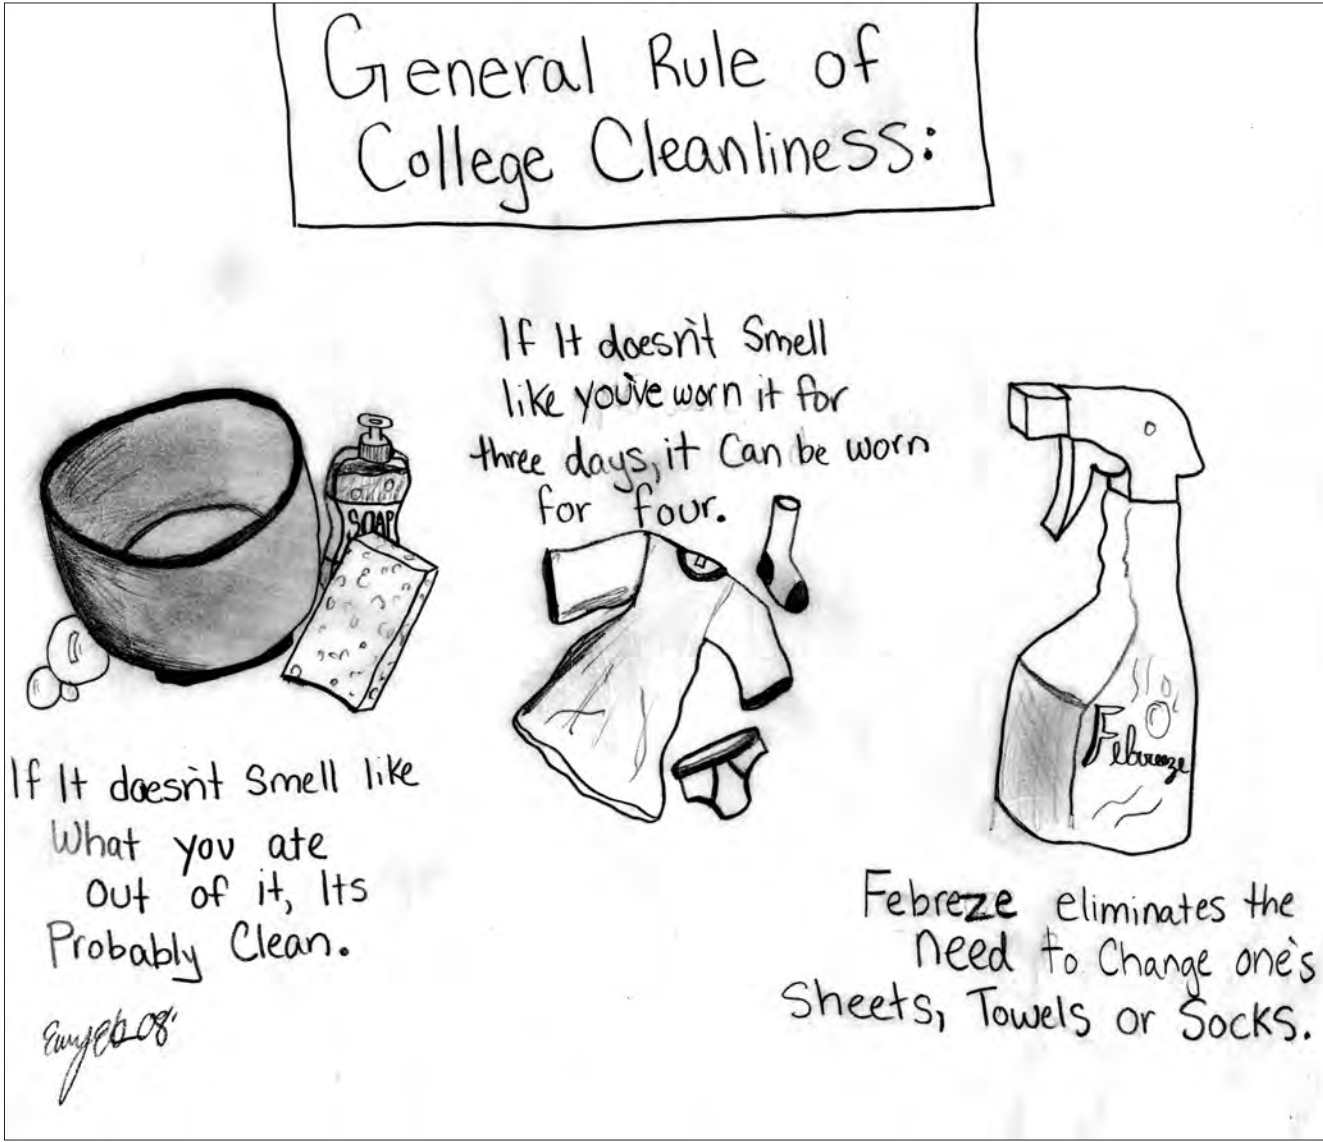 General Rule of
College Cleanliness:
If It doesn't Smell
like you've worn it for
three days, it Can be worn
for four.
SOAP
If It doesn't Smell like
What you ate
out of it, Its
Probably Clean.
Febreze
Febreze eliminates the
need to Change one's
Sheets, Towels or Socks.
08'